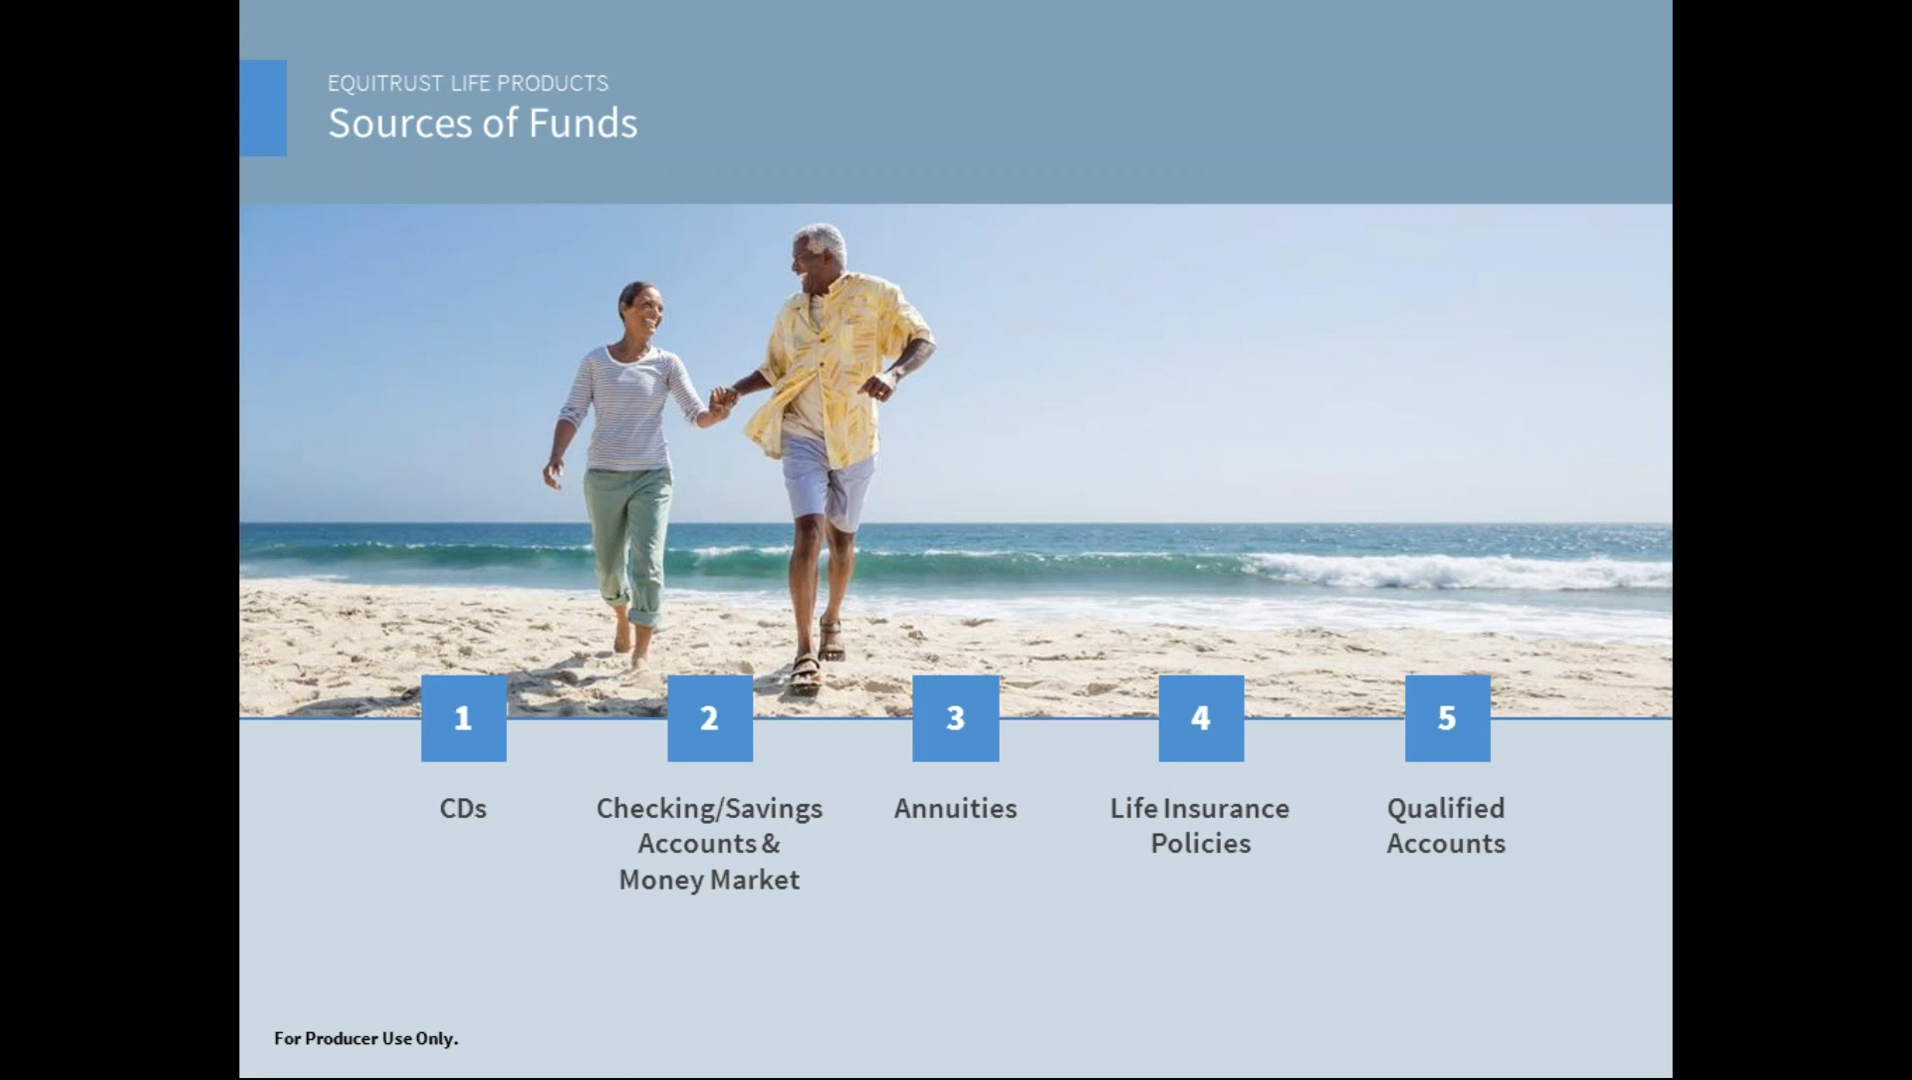 EQUITRUST LIFE PRODUCTS
Sources of Funds
1
CDs
2
Checking/Savings
Accounts &
Money Market
3
Annuities
4
Life Insurance
Policies
5
Qualified
Accounts
For Producer Use Only.